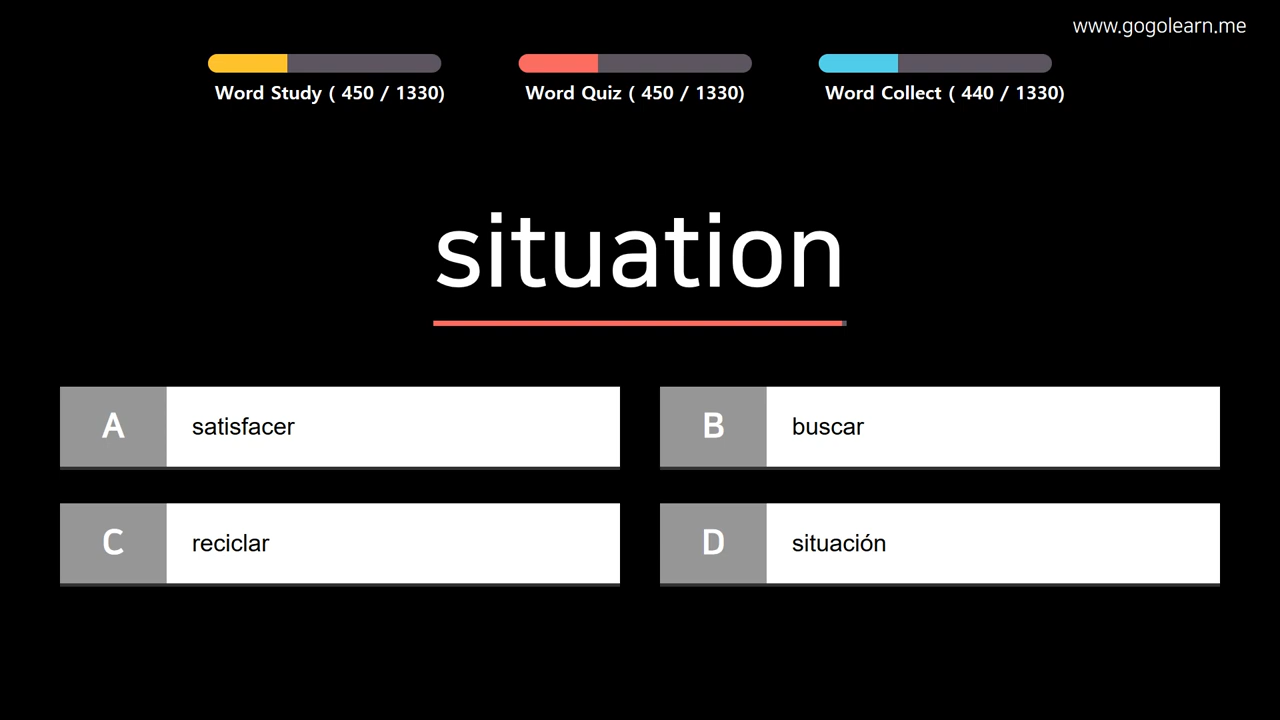 www.gogolearn.me
Word Study ( 450 / 1330)
Word Quiz ( 450 / 1330)
Word Collect ( 440 / 1330)
situation
A satisfacer
B buscar
C reciclar
D situación